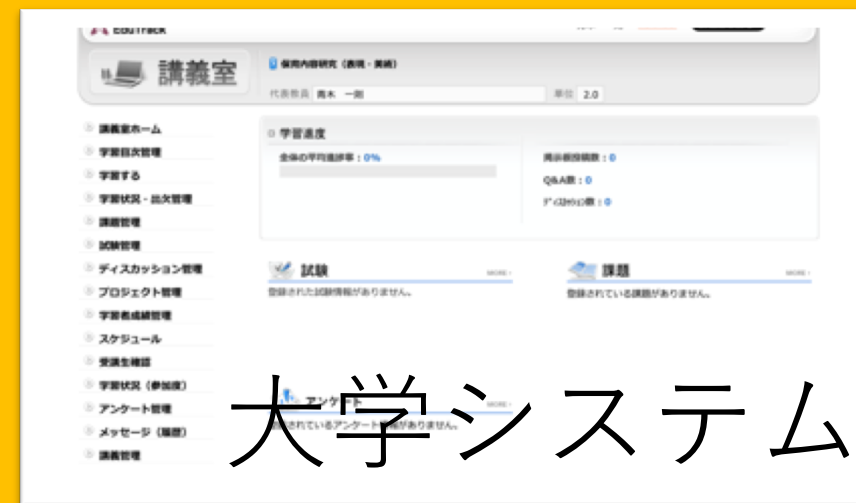 EduTrack
講義室
保育内容研究（表現・美術）
代表教員 青木 一則
単位 2.0
講義室ホーム
学習目次管理
学習する
学習状況・出欠管理
課題管理
試験管理
ディスカッション管理
プロジェクト管理
学習者成績管理
スケジュール
受講生確認
学習状況（参加度）
アンケート管理
メッセージ（履歴）
講義管理
学習進度
全体の平均進捗率：0%
掲示板投稿数：0
Q&A数：0
ディスカッション数：0
試験
MORE
登録された試験情報がありません。
課題
MORE
登録されている課題がありません。
アンケート
MORE
大学システム